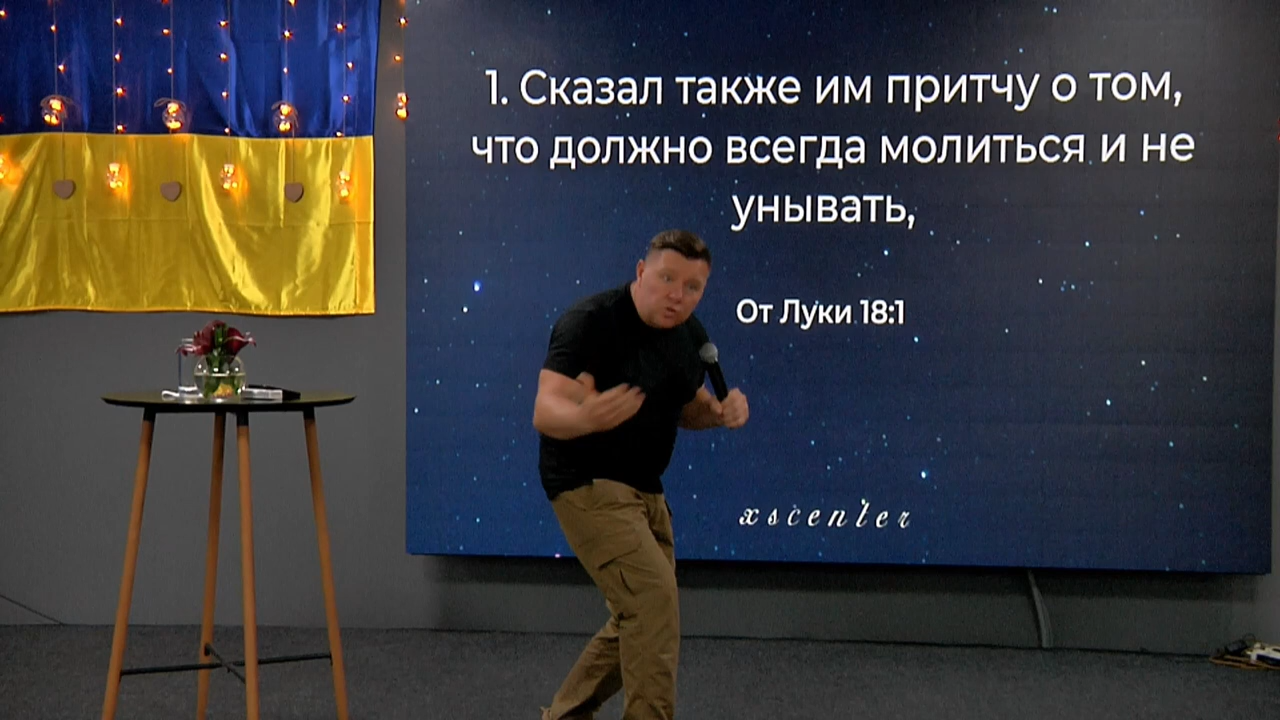 1. Сказал также им притчу о том,
что должно всегда молиться и не
унывать,
От Луки 18:1
xscenter